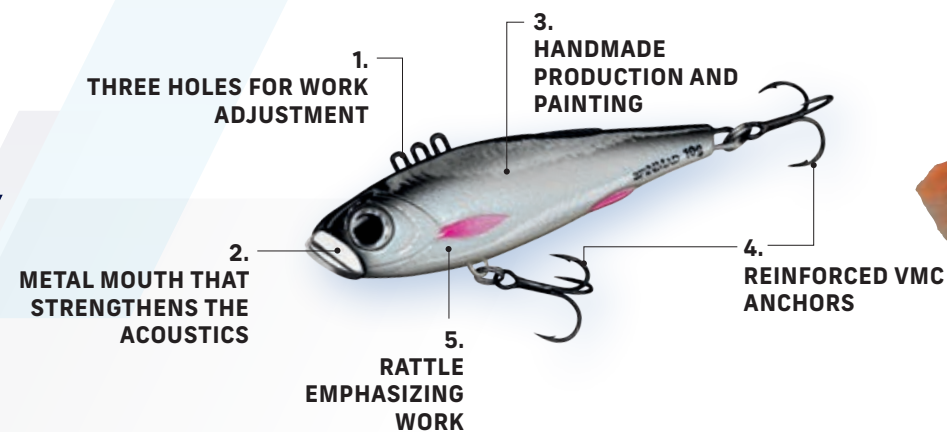 1.
THREE HOLES FOR WORK
ADJUSTMENT
2.
METAL MOUTH THAT
STRENGTHENS THE
ACOUSTICS
3.
HANDMADE
PRODUCTION AND
PAINTING
10g
4.
REINFORCED VMC
ANCHORS
5.
RATTLE
EMPHASIZING
WORK